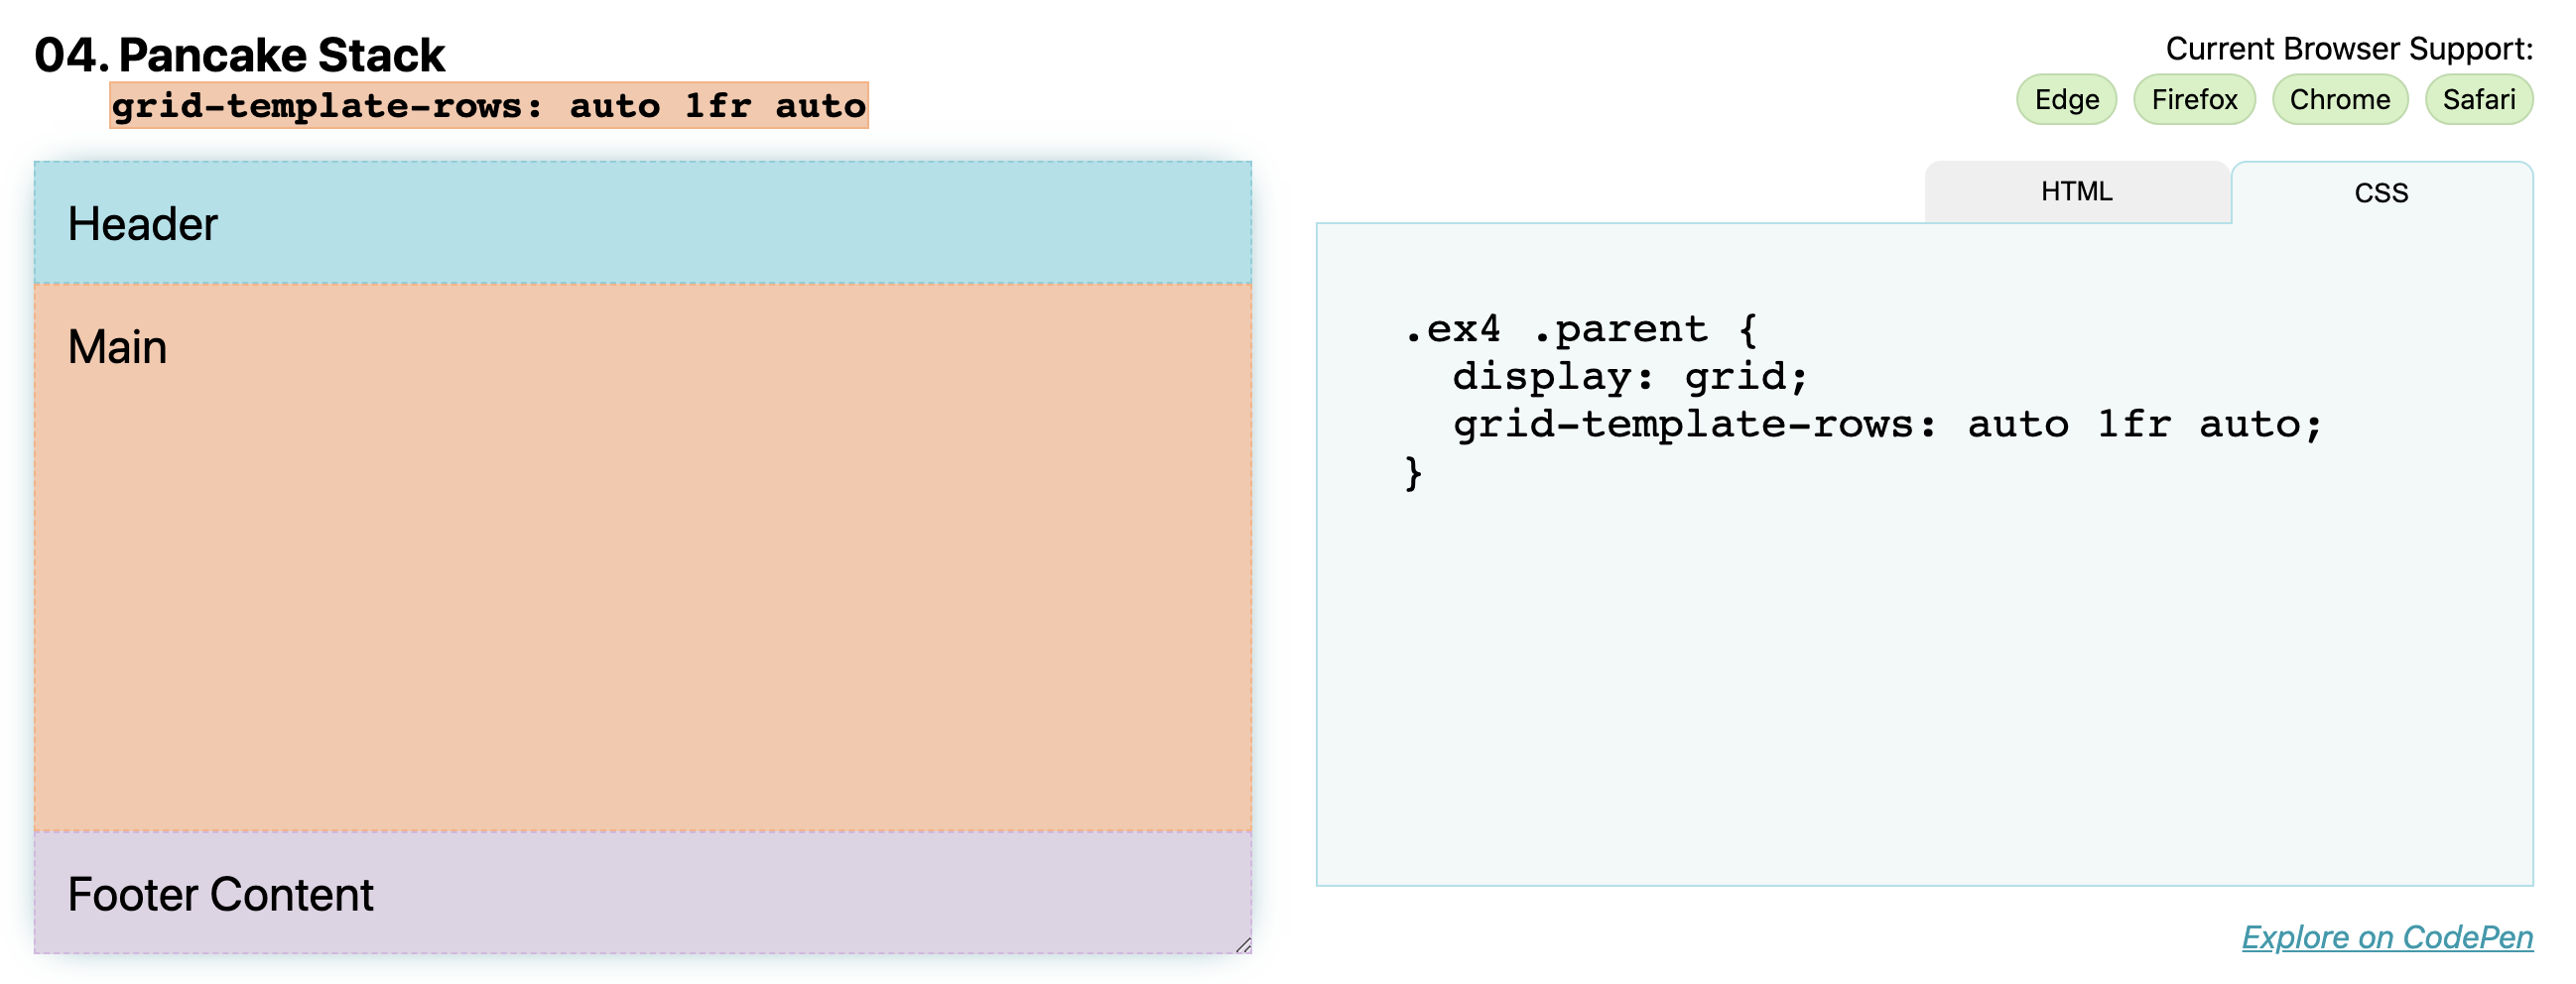 04. Pancake Stack
grid-template-rows: auto 1fr auto
Current Browser Support:
Edge Firefox Chrome Safari
Header
Main
Footer Content
HTML CSS
.ex4 .parent {
  display: grid;
  grid-template-rows: auto 1fr auto;
}
Explore on CodePen